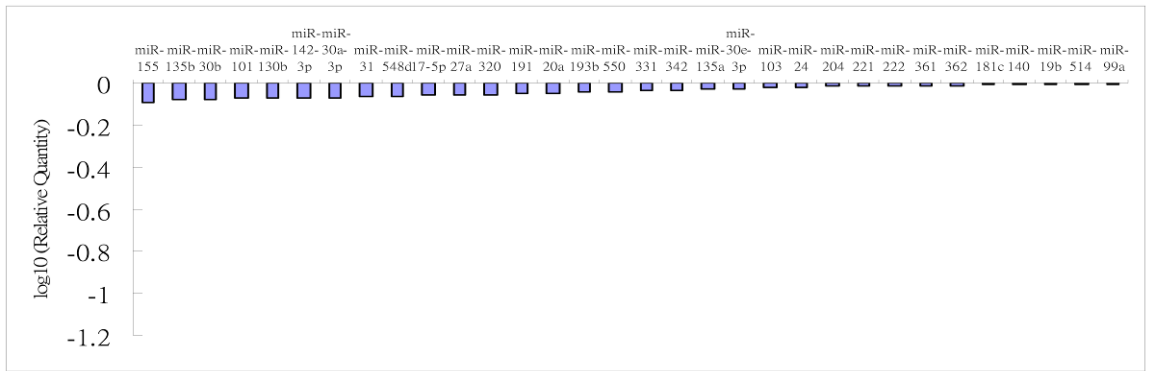 miR-miR-
miR-
miR- miR- miR- miR- miR- 142- 30a- miR- miR- miR- miR- miR- miR- miR- miR- miR- miR- miR- miR- 30e- miR- miR- miR- miR- miR- miR- miR- miR- miR- miR- miR- miR-
155 135b 30b 101 130b 3p 3p 31 548d 17-5p 27a 320 191 20a 193b 550 331 342 135a 3p 103 24 204 221 222 361 362 181c 140 19b 514 99a
0
-0.2
-0.4
-0.6
-0.8
-1
-1.2
log10 (Relative Quantity)